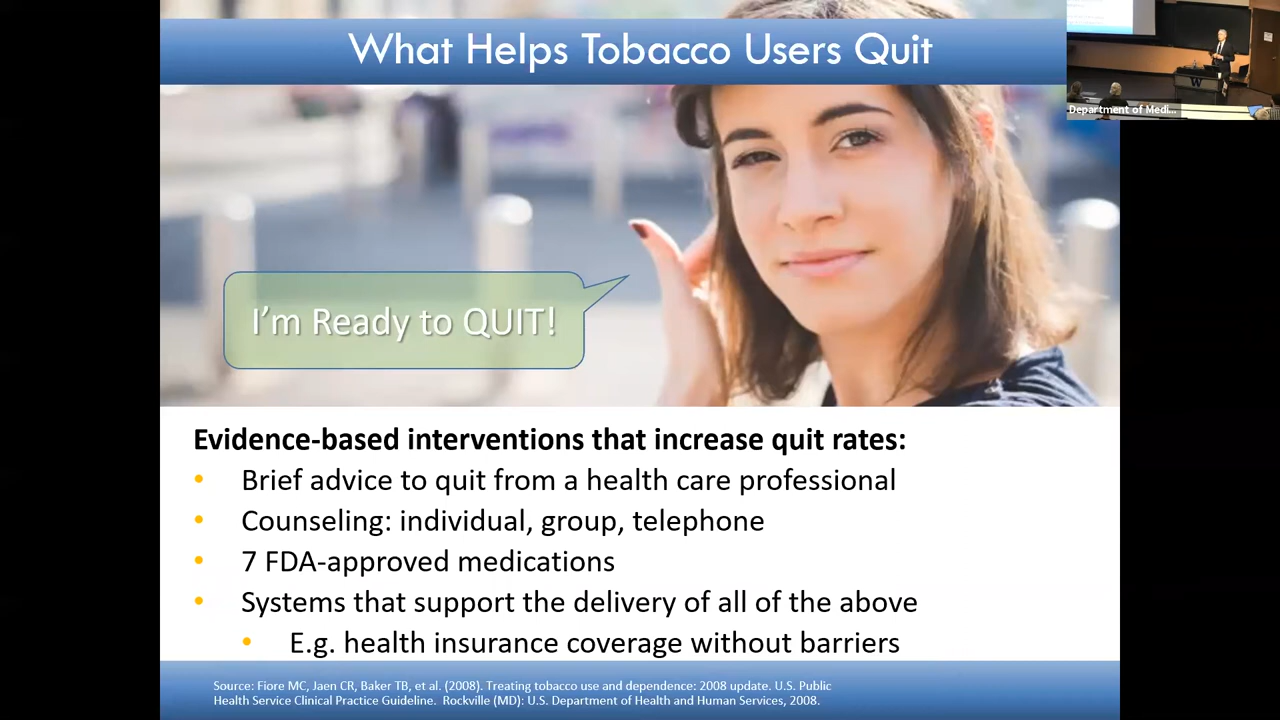 What Helps Tobacco Users Quit
Department of Medi...
W
I'm Ready to QUIT!
Evidence-based interventions that increase quit rates:
• Brief advice to quit from a health care professional
• Counseling: individual, group, telephone
• 7 FDA-approved medications
• Systems that support the delivery of all of the above
• E.g. health insurance coverage without barriers
Source: Fiore MC, Jaen CR, Baker TB, et al. (2008). Treating tobacco use and dependence: 2008 update. U.S. Public
Health Service Clinical Practice Guideline. Rockville (MD): U.S. Department of Health and Human Services, 2008.